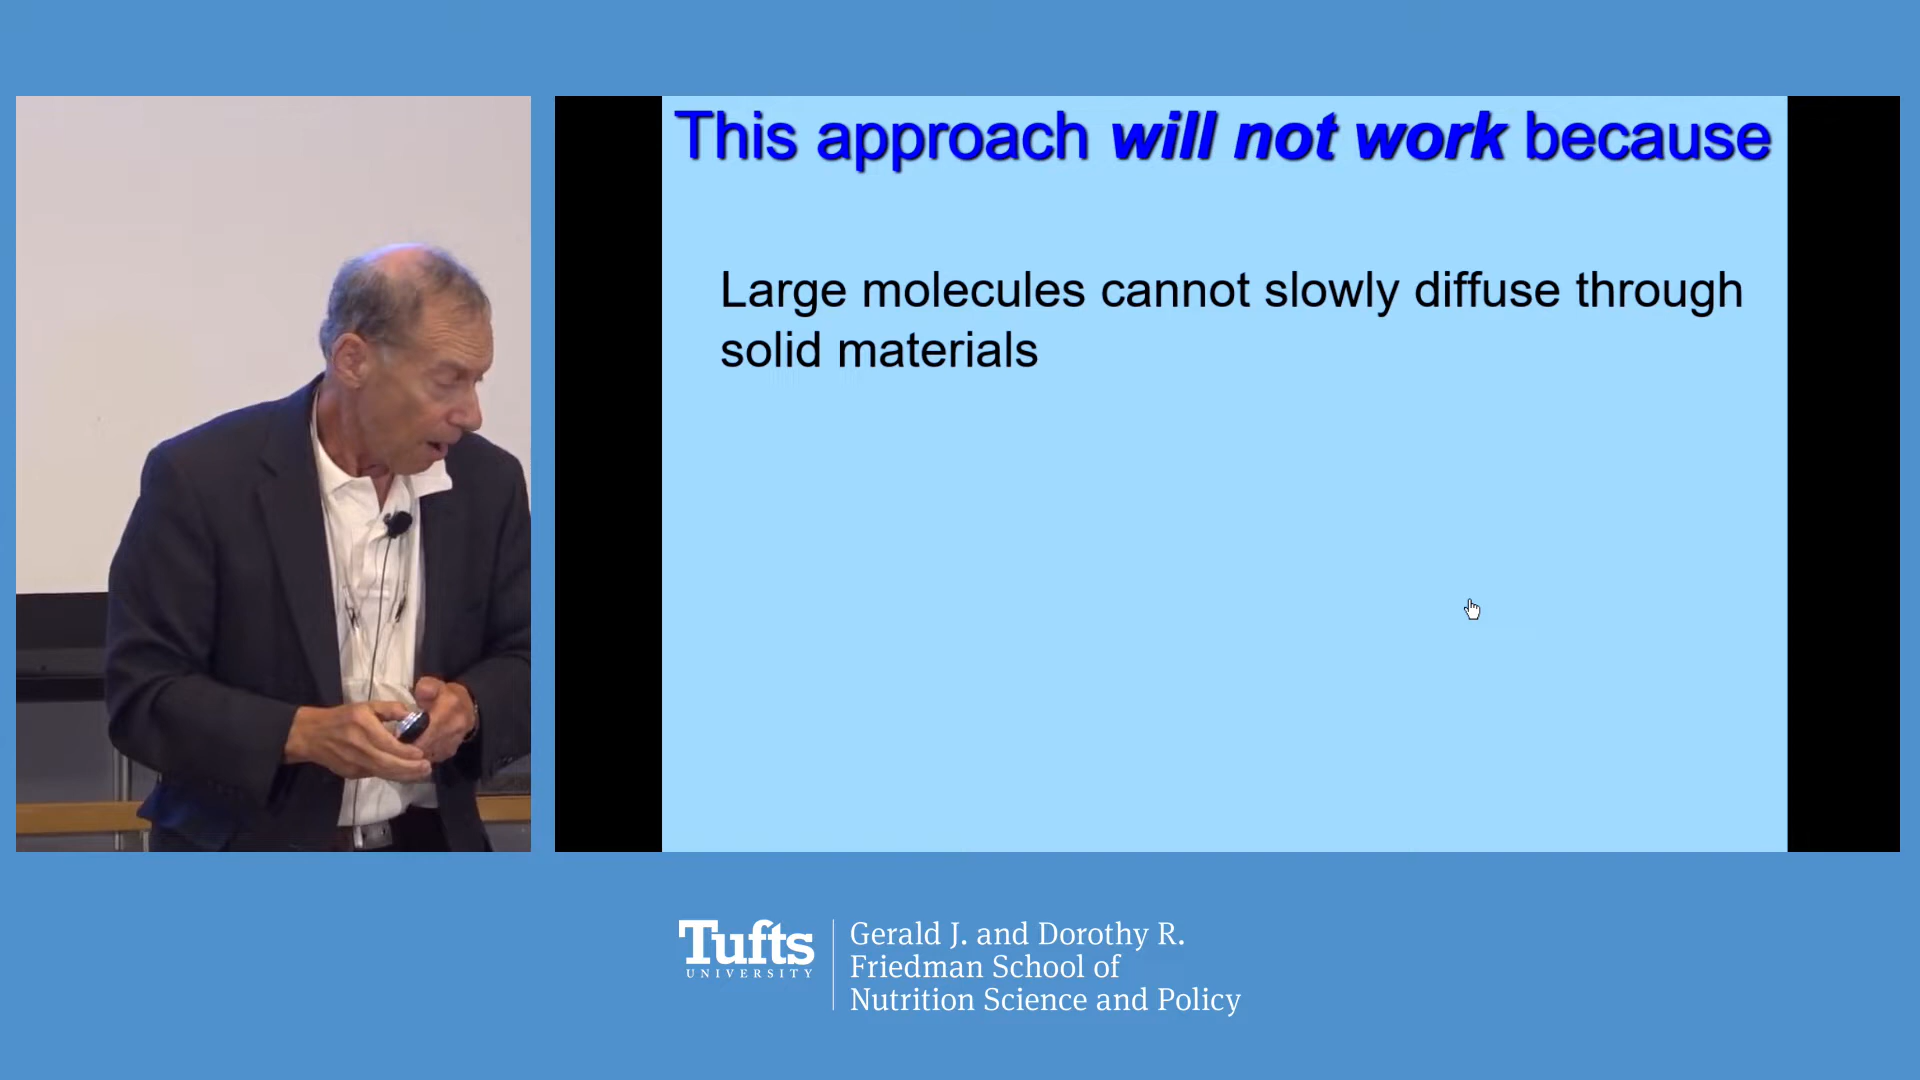 This approach will not work because
Large molecules cannot slowly diffuse through
solid materials
Tufts
UNIVERSITY
Gerald J. and Dorothy R.
Friedman School of
Nutrition Science and Policy